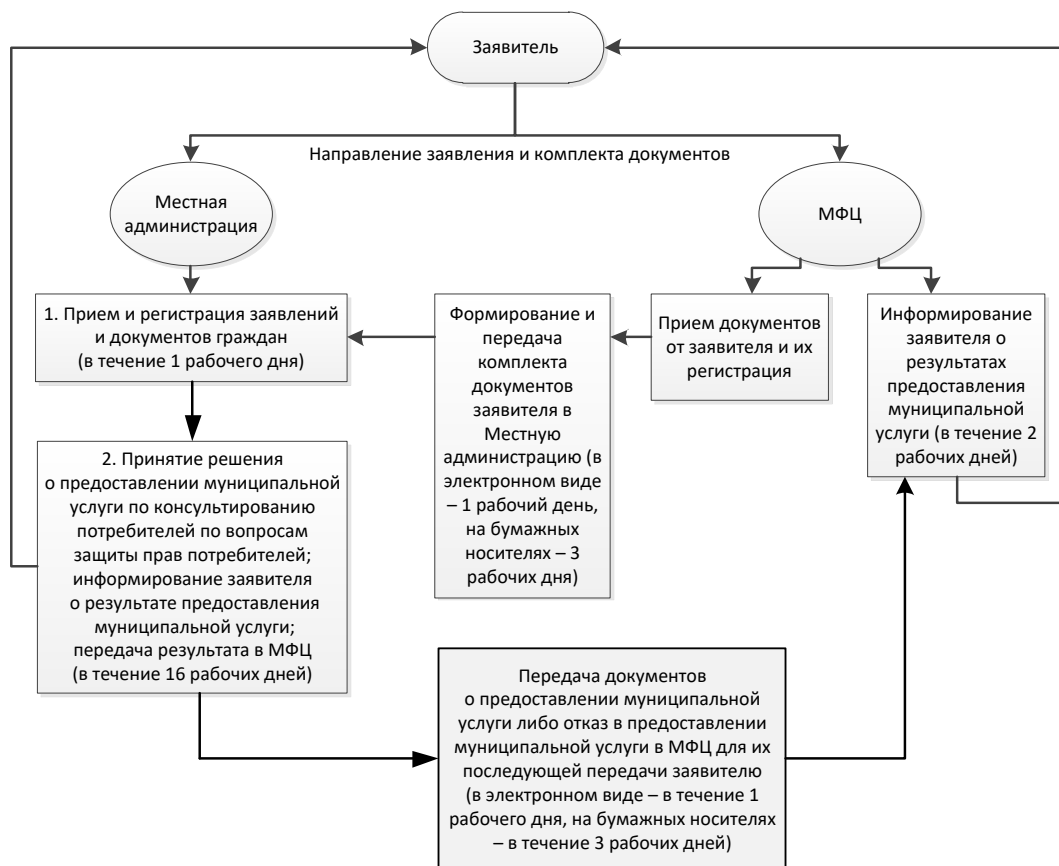 Заявитель
Направление заявления и комплекта документов
Местная
администрация
МФЦ
1. Прием и регистрация заявлений
и документов граждан
(в течение 1 рабочего дня)
Формирование и
передача
комплекта
документов
заявителя в
Местную
администрацию (в
электронном виде
– 1 рабочий день,
на бумажных
носителях – 3
рабочих дня)
Прием документов
от заявителя и их
регистрация
Информирование
заявителя о
результатах
предоставления
муниципальной
услуги (в течение 2
рабочих дней)
2. Принятие решения
о предоставлении муниципальной
услуги по консультированию
потребителей по вопросам
защиты прав потребителей;
информирование заявителя
о результате предоставления
муниципальной услуги;
передача результата в МФЦ
(в течение 16 рабочих дней)
Передача документов
о предоставлении муниципальной
услуги либо отказ в предоставлении
муниципальной услуги в МФЦ для их
последующей передачи заявителю
(в электронном виде – в течение 1
рабочего дня, на бумажных носителях
– в течение 3 рабочих дней)